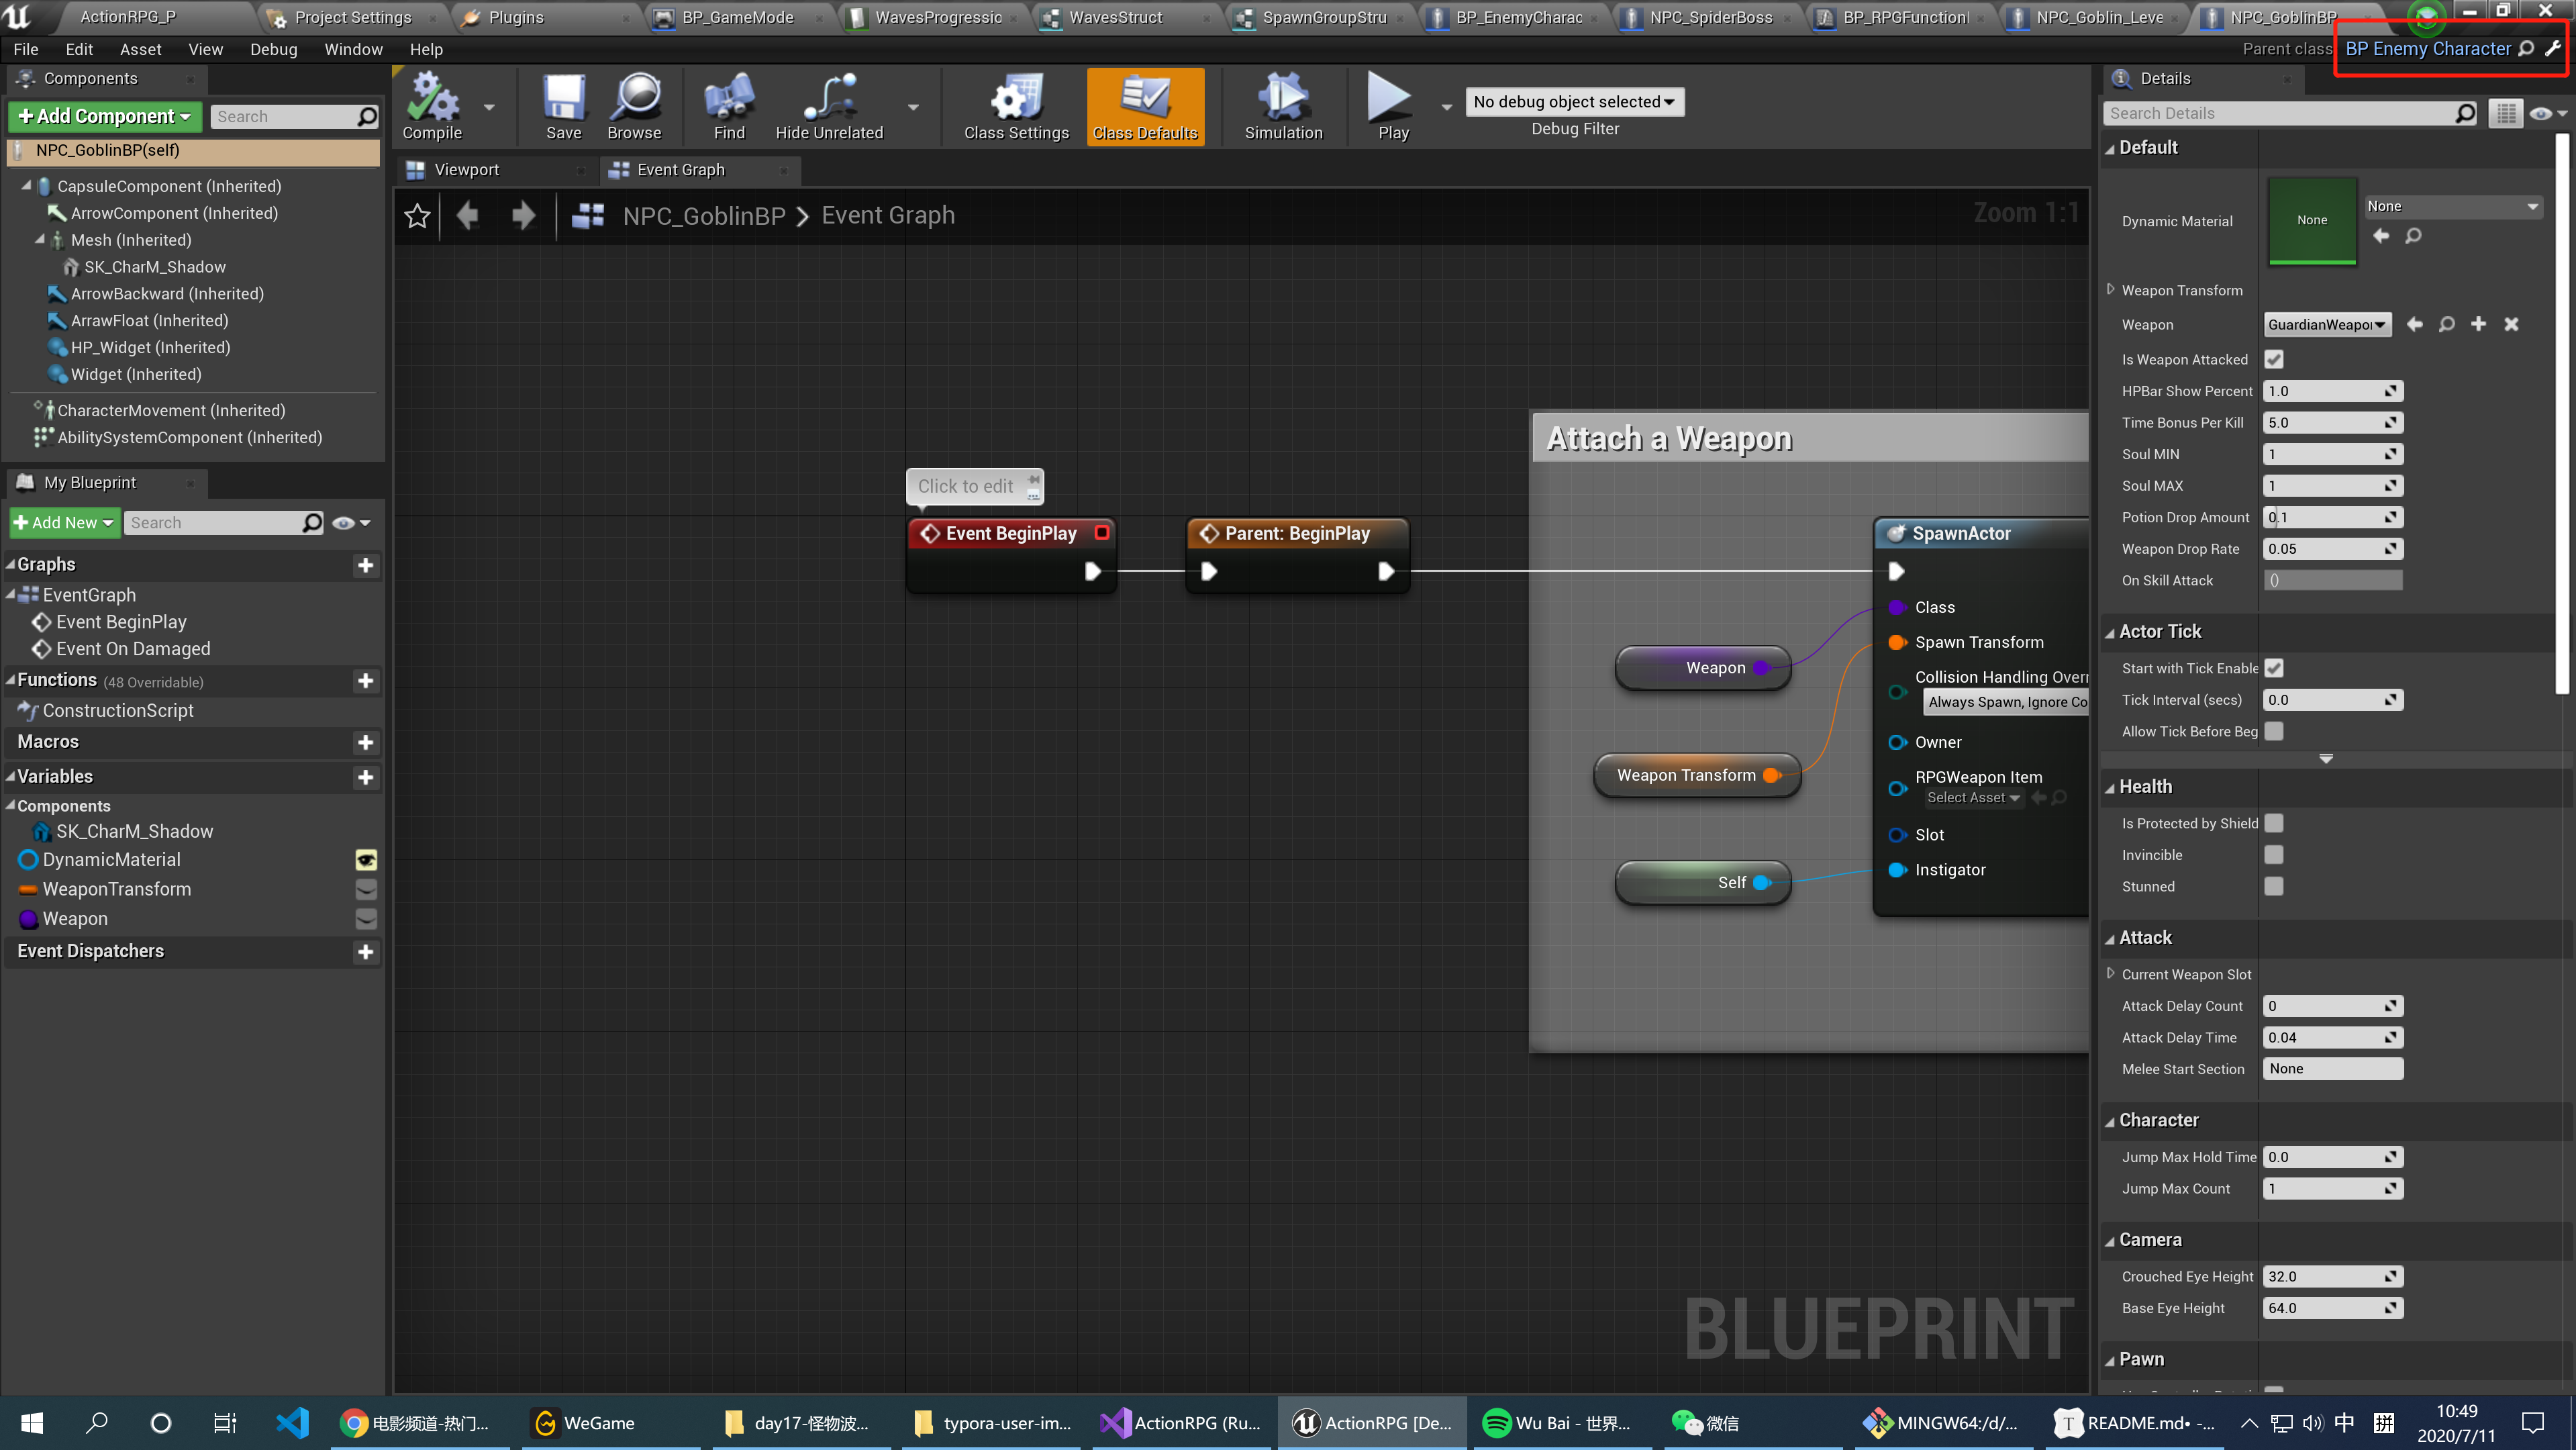 ActionRPG_P
Project Settings
Plugins
BP_GameMode
WavesProgressic
WavesStruct
SpawnGroupStru
BP_EnemyCharac
NPC_SpiderBoss
BP_RPGFunction
NPC_Goblin_Leve
NPC_GoblinBP
File Edit Asset View Debug Window Help
Parent class BP Enemy Character
Components
+ Add Component
Search
NPC_GoblinBP(self)
CapsuleComponent (Inherited)
ArrowComponent (Inherited)
Mesh (Inherited)
SK_CharM_Shadow
ArrowBackward (Inherited)
ArrawFloat (Inherited)
HP_Widget (Inherited)
Widget (Inherited)
CharacterMovement (Inherited)
AbilitySystemComponent (Inherited)
My Blueprint
+ Add New
Search
Graphs
EventGraph
Event BeginPlay
Event On Damaged
Functions (48 Overridable)
ConstructionScript
Macros
Variables
Components
SK_CharM_Shadow
DynamicMaterial
WeaponTransform
Weapon
Event Dispatchers
Compile
Save
Browse
Find
Hide Unrelated
Class Settings
Class Defaults
Simulation
Play
No debug object selected
Debug Filter
Viewport
Event Graph
NPC_GoblinBP > Event Graph
Zoom 1:1
Click to edit
Event BeginPlay
Parent: BeginPlay
Attach a Weapon
SpawnActor
Class
Spawn Transform
Collision Handling Overr
Always Spawn, Ignore Co
Owner
RPGWeapon Item
Select Asset
Slot
Instigator
Weapon
Weapon Transform
Self
BLUEPRINT
Details
Search Details
Default
Dynamic Material
None
None
Weapon Transform
Weapon GuardianWeapo
Is Weapon Attacked
HPBar Show Percent 1.0
Time Bonus Per Kill 5.0
Soul MIN 1
Soul MAX 1
Potion Drop Amount 0.1
Weapon Drop Rate 0.05
On Skill Attack ()
Actor Tick
Start with Tick Enable
Tick Interval (secs) 0.0
Allow Tick Before Beg
Health
Is Protected by Shield
Invincible
Stunned
Attack
Current Weapon Slot
Attack Delay Count 0
Attack Delay Time 0.04
Melee Start Section None
Character
Jump Max Hold Time 0.0
Jump Max Count 1
Camera
Crouched Eye Height 32.0
Base Eye Height 64.0
Pawn
电影频道-热门...
WeGame
day17-怪物波...
typora-user-im...
ActionRPG (Ru...
ActionRPG [De...
Wu Bai - 世界...
微信
MINGW64:/d/...
README.md• -...
中
拼
10:49
2020/7/11